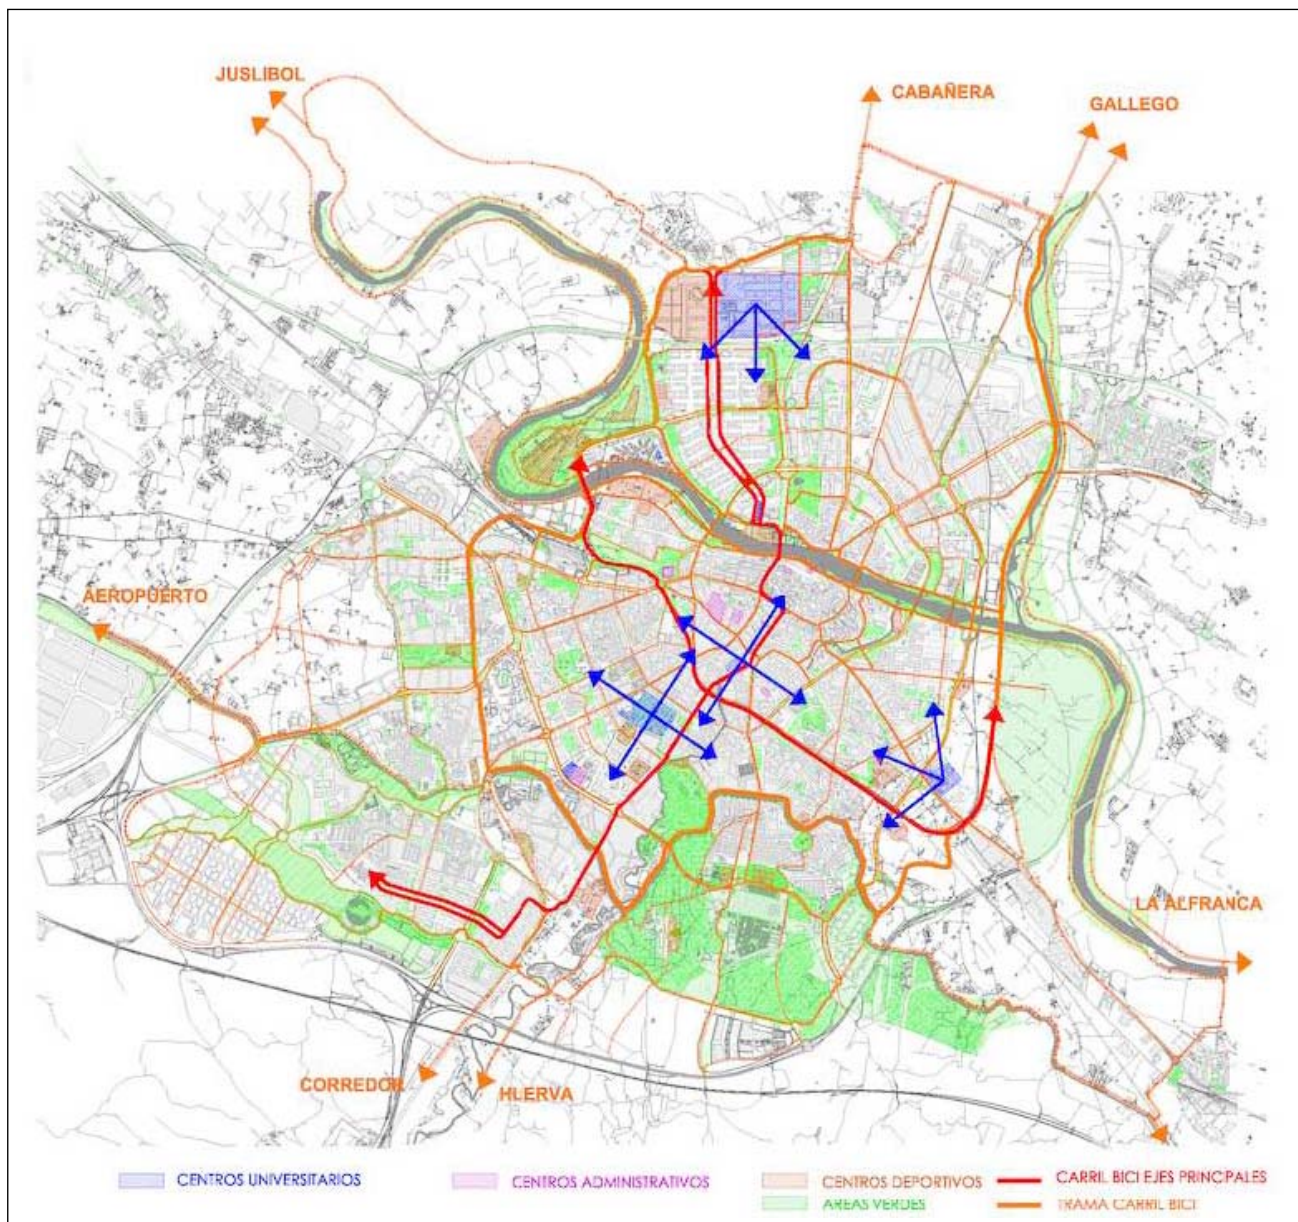 JUSLIBOL
CABAÑERA
GALLEGO
AEROPUERTO
LA ALFRANCA
CORREDOR
HUERVA
CENTROS UNIVERSITARIOS
CENTROS ADMINISTRATIVOS
CENTROS DEPORTIVOS
CARRIL BICI EJES PRINCIPALES
AREAS VERDES
TRAMA CARRIL BICI